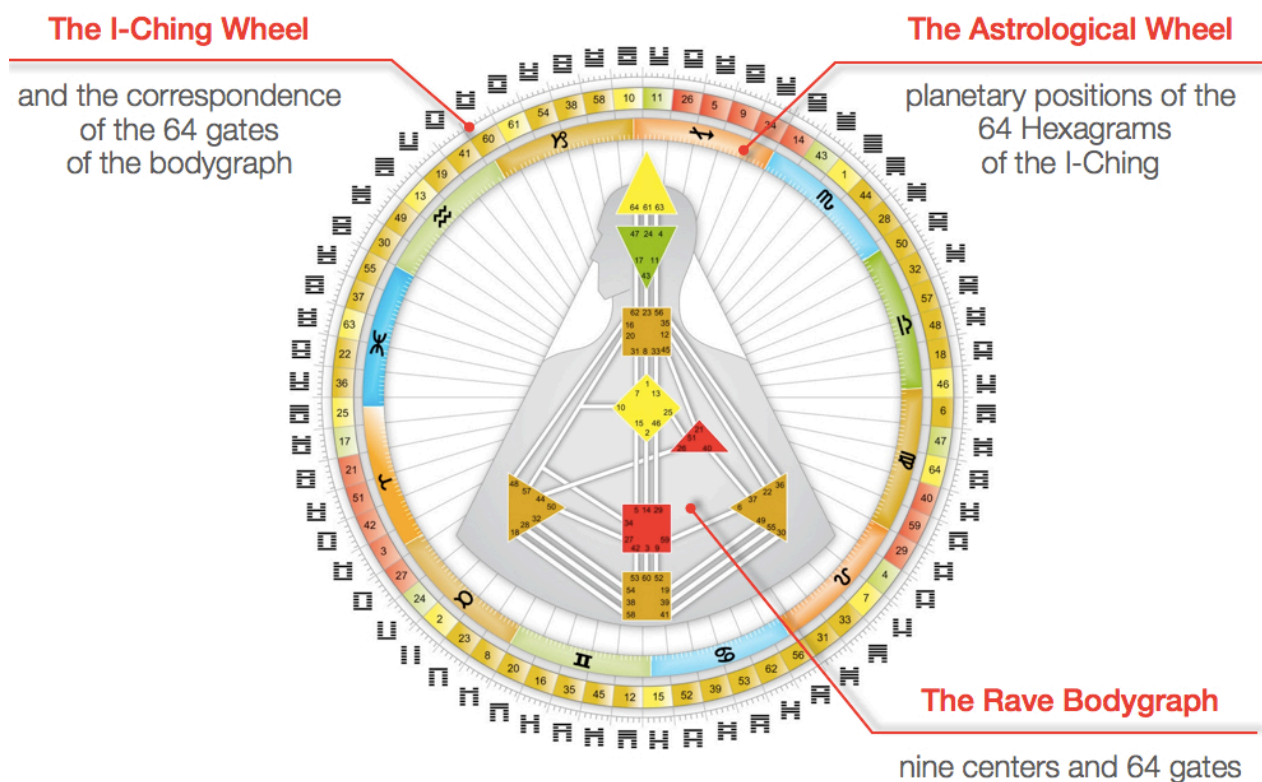 The I-Ching Wheel
and the correspondence
of the 64 gates
of the bodygraph
The Astrological Wheel
planetary positions of the
64 Hexagrams
of the I-Ching
10 11 26 5 9 34 14 43 1 44 28 50 32 57 48 18 46 6 47 64 40 59 29 4 7 33 31 56 62 53 39 52 15 12 45 35 16 20 8 23 2 24 27 3 42 51 21 17 25 36 22 63 37 55 30 49 13 19 41 60 61 54 38 58
♐ ♏ ♎ ♍ ♌ ♋ ♊ ♉ ♈ ♓ ♒ ♑
64 61 63
47 24 4
17 11
43
62 23 56
16 35
20 12
31 8 33 45
1
7 13
10 25
15 46
2
21
51
26 40
48
57
44
50
32
28
18
36
22
37
6
49
55
30
5 14 29
34
27 59
42 3 9
53 60 52
54 19
38 39
58 41
The Rave Bodygraph
nine centers and 64 gates